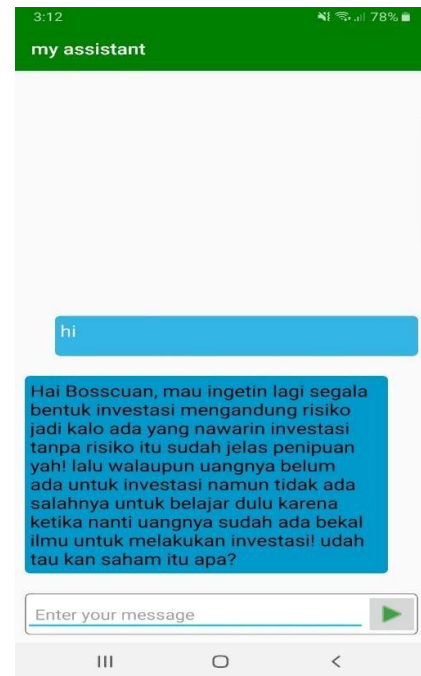 3:12 78%
my assistant
hi
Hai Bosscuan, mau ingetin lagi segala
bentuk investasi mengandung risiko
jadi kalo ada yang nawarin investasi
tanpa risiko itu sudah jelas penipuan
yah! lalu walaupun uangnya belum
ada untuk investasi namun tidak ada
salahnya untuk belajar dulu karena
ketika nanti uangnya sudah ada bekal
ilmu untuk melakukan investasi! udah
tau kan saham itu apa?
Enter your message